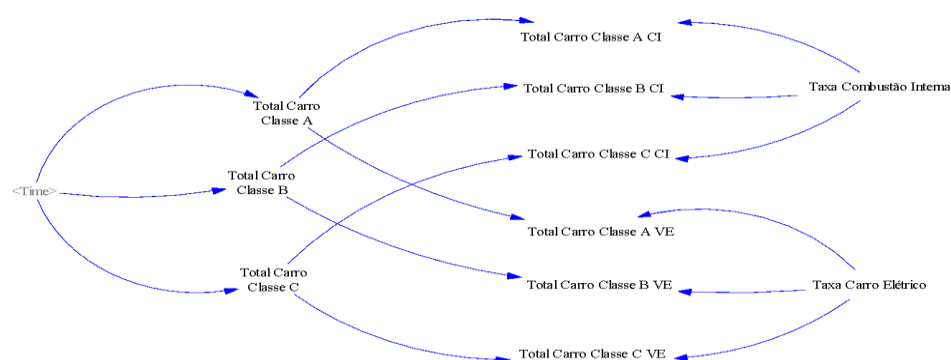 Total Carro Classe A CI
Total Carro Classe B CI
Taxa Combustão Interna
Total Carro
Classe A
Total Carro Classe C CI
Total Carro
Classe B
<Time>
Total Carro Classe A VE
Total Carro
Classe C
Total Carro Classe B VE
Taxa Carro Elétrico
Total Carro Classe C VE